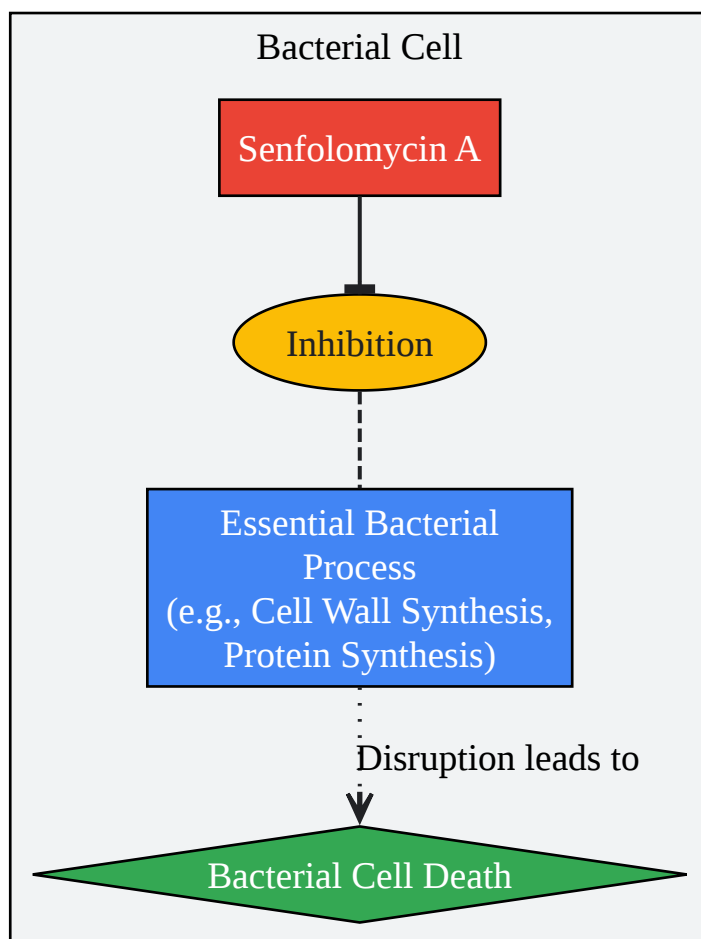 Bacterial Cell
Senfolomycin A
Inhibition
Essential Bacterial
Process
(e.g., Cell Wall Synthesis,
Protein Synthesis)
Disruption leads to
Bacterial Cell Death